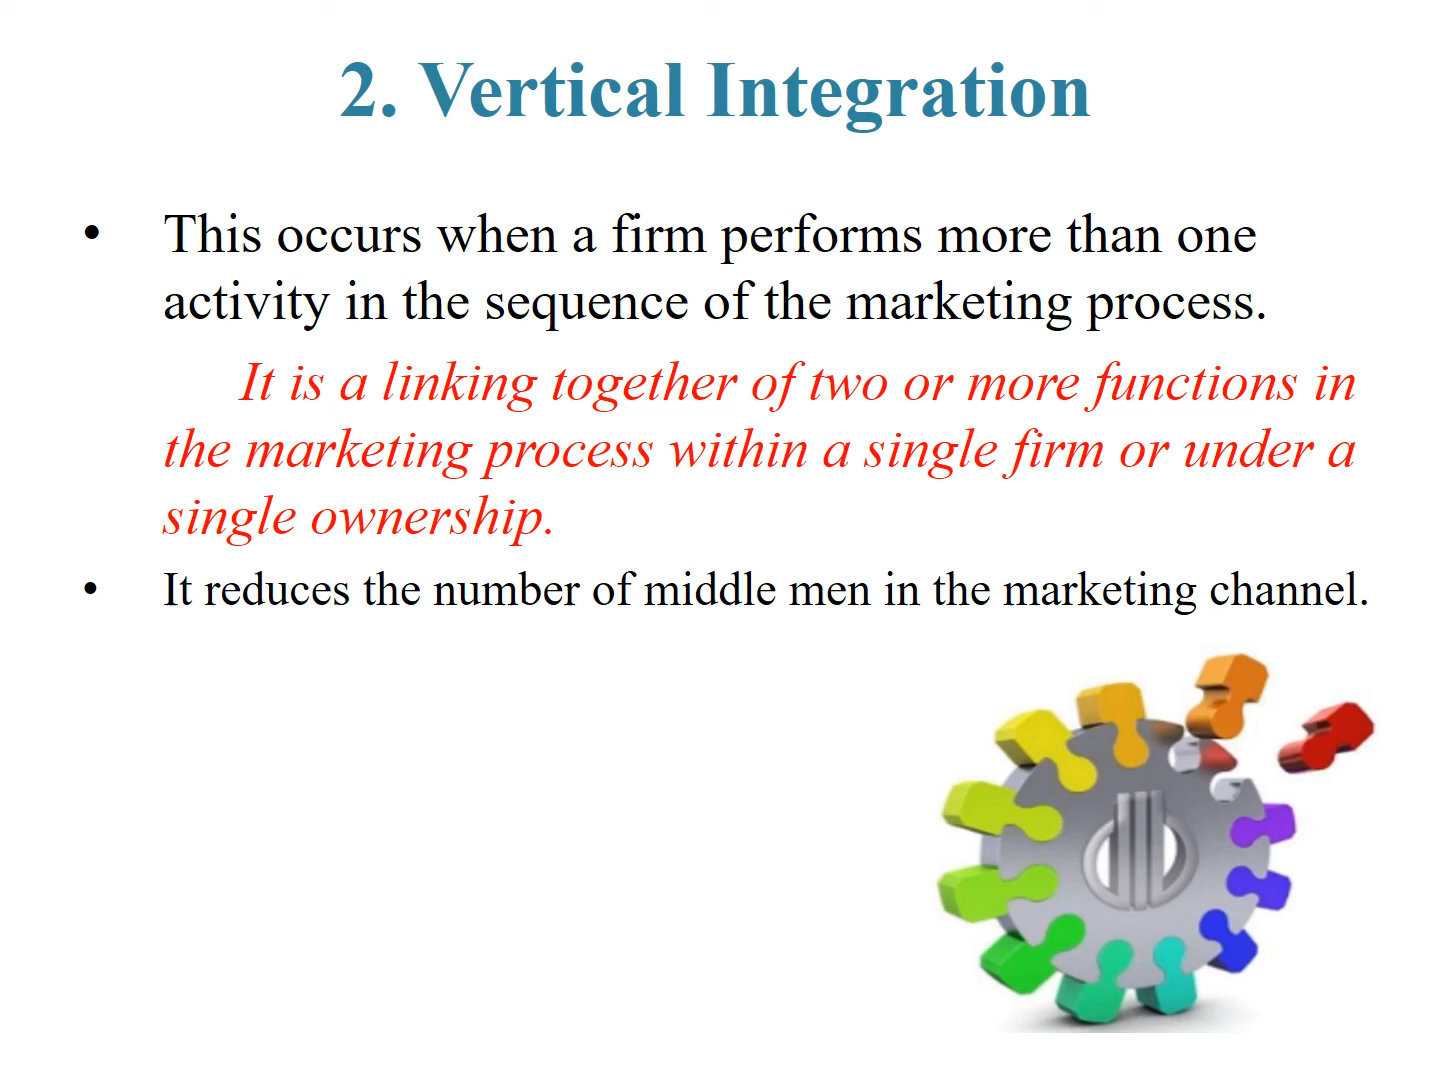 2. Vertical Integration
• This occurs when a firm performs more than one
activity in the sequence of the marketing process.
It is a linking together of two or more functions in
the marketing process within a single firm or under a
single ownership.
• It reduces the number of middle men in the marketing channel.